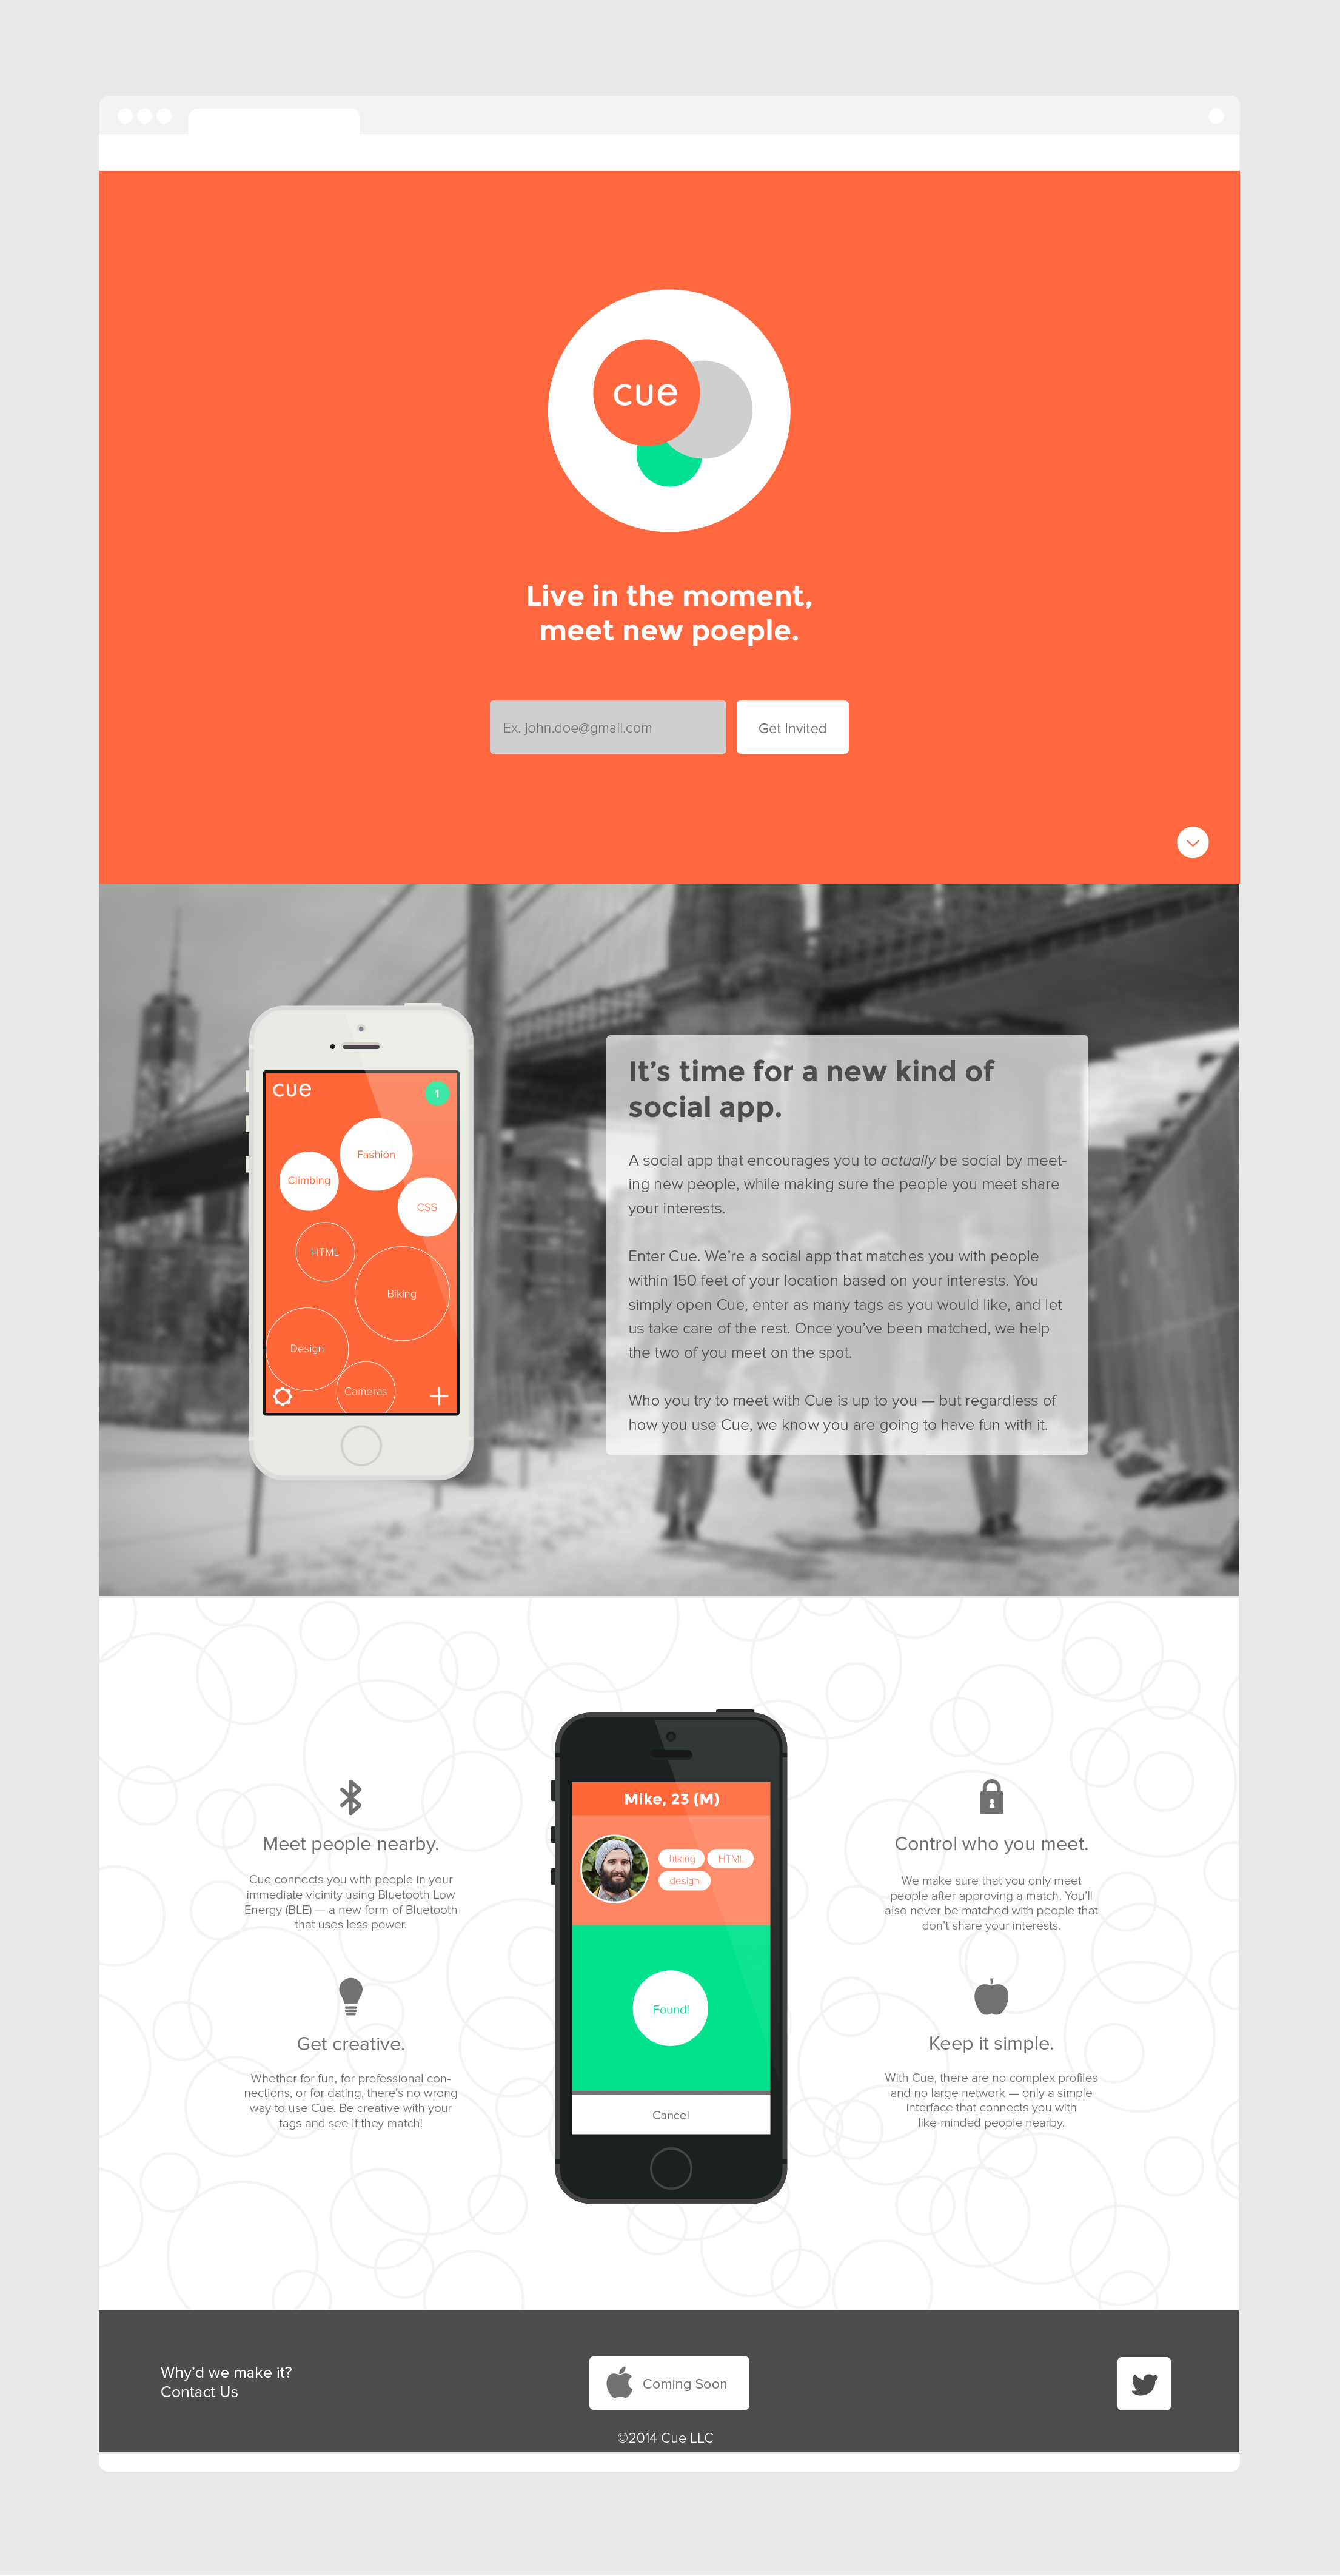 cue
Live in the moment,
meet new poeple.
Ex. john.doe@gmail.com
Get Invited
cue
1
Fashion
Climbing
CSS
HTML
Biking
Design
Cameras
It's time for a new kind of
social app.
A social app that encourages you to actually be social by meet-
ing new people, while making sure the people you meet share
your interests.
Enter Cue. We're a social app that matches you with people
within 150 feet of your location based on your interests. You
simply open Cue, enter as many tags as you would like, and let
us take care of the rest. Once you've been matched, we help
the two of you meet on the spot.
Who you try to meet with Cue is up to you — but regardless of
how you use Cue, we know you are going to have fun with it.
Meet people nearby.
Cue connects you with people in your
immediate vicinity using Bluetooth Low
Energy (BLE) — a new form of Bluetooth
that uses less power.
Get creative.
Whether for fun, for professional con-
nections, or for dating, there's no wrong
way to use Cue. Be creative with your
tags and see if they match!
Mike, 23 (M)
hiking
HTML
design
Found!
Cancel
Control who you meet.
We make sure that you only meet
people after approving a match. You'll
also never be matched with people that
don't share your interests.
Keep it simple.
With Cue, there are no complex profiles
and no large network — only a simple
interface that connects you with
like-minded people nearby.
Why'd we make it?
Contact Us
Coming Soon
©2014 Cue LLC